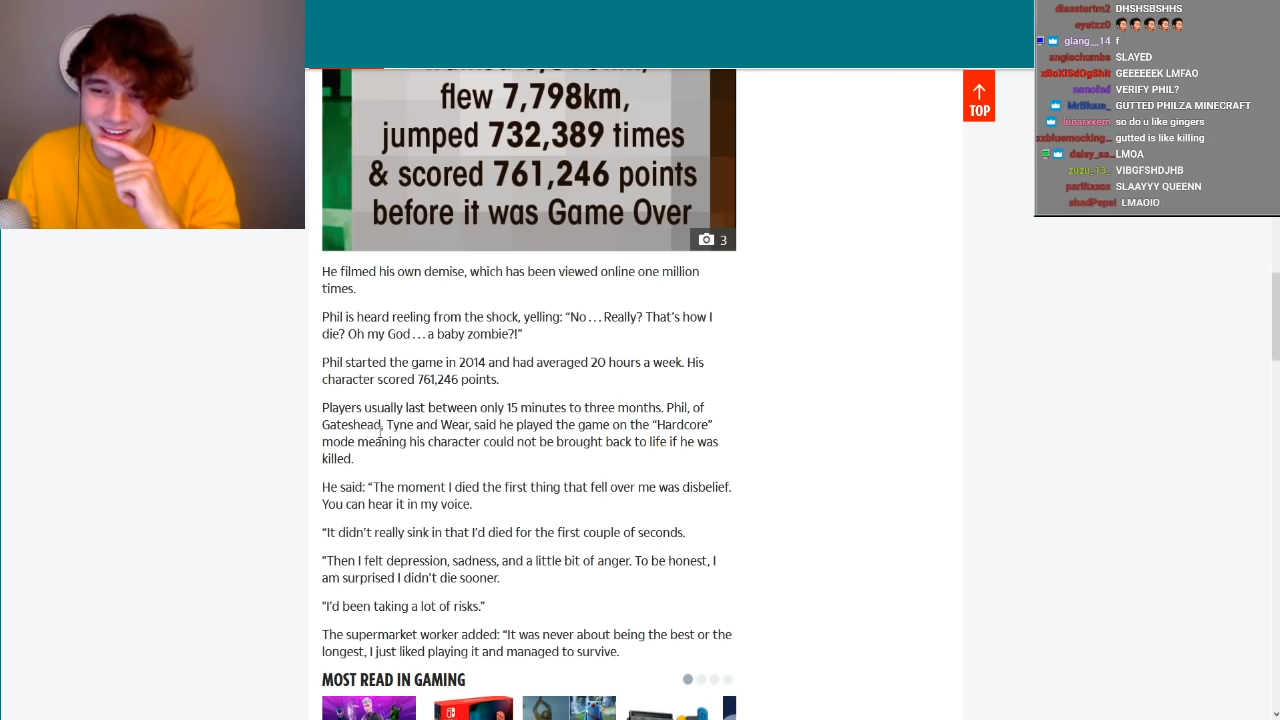 flew 7,798km,
jumped 732,389 times
& scored 761,246 points
before it was Game Over
3
He filmed his own demise, which has been viewed online one million
times.
Phil is heard reeling from the shock, yelling: “No . . . Really? That’s how I
die? Oh my God . . . a baby zombie?!”
Phil started the game in 2014 and had averaged 20 hours a week. His
character scored 761,246 points.
Players usually last between only 15 minutes to three months. Phil, of
Gateshead, Tyne and Wear, said he played the game on the “Hardcore”
mode meaning his character could not be brought back to life if he was
killed.
He said: “The moment I died the first thing that fell over me was disbelief.
You can hear it in my voice.
“It didn’t really sink in that I’d died for the first couple of seconds.
"Then I felt depression, sadness, and a little bit of anger. To be honest, I
am surprised I didn’t die sooner.
"I’d been taking a lot of risks.”
The supermarket worker added: “It was never about being the best or the
longest, I just liked playing it and managed to survive.
MOST READ IN GAMING
TOP
disastertm2 DHSHSBSHHS
glang__14 f
angiechumbs SLAYED
GEEEEEEK LMFAO
VERIFY PHIL?
MrBluue_ GUTTED PHILZA MINECRAFT
lunarxxem so do u like gingers
xxbluemocking... gutted is like killing
daisy_sa... LMOA
zuzu_13_ VIBGFSHDJHB
SLAAYYY QUEENN
shadPepsi LMAOIO